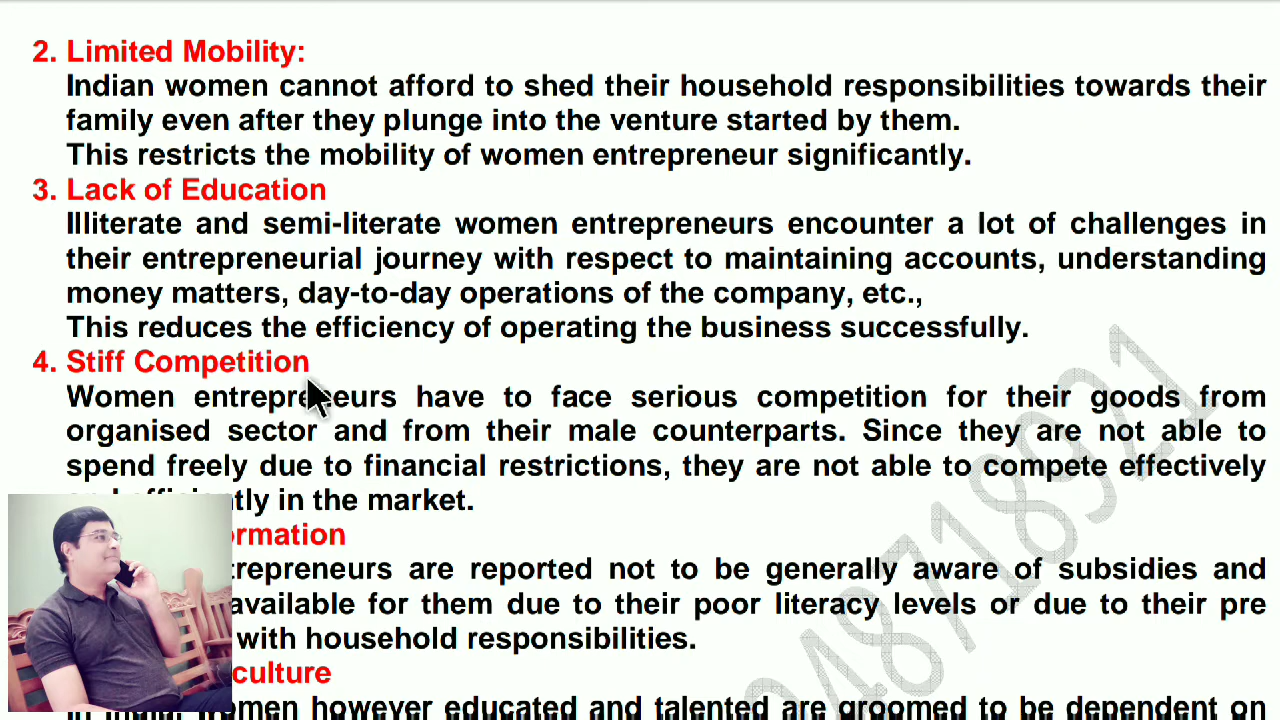 2. Limited Mobility:
Indian women cannot afford to shed their household responsibilities towards their
family even after they plunge into the venture started by them.
This restricts the mobility of women entrepreneur significantly.
3. Lack of Education
Illiterate and semi-literate women entrepreneurs encounter a lot of challenges in
their entrepreneurial journey with respect to maintaining accounts, understanding
money matters, day-to-day operations of the company, etc.,
This reduces the efficiency of operating the business successfully.
4. Stiff Competition
Women entrepreneurs have to face serious competition for their goods from
organised sector and from their male counterparts. Since they are not able to
spend freely due to financial restrictions, they are not able to compete effectively
in the market.
are reported not to be generally aware of subsidies and
available for them due to their poor literacy levels or due to their pre
with household responsibilities.
culture
women however educated and talented are groomed to be dependent on